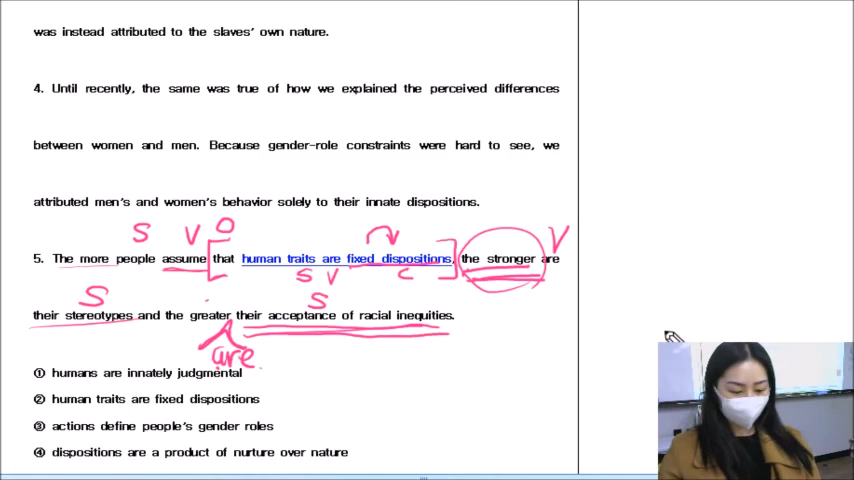 was instead attributed to the slaves' own nature.
4. Until recently, the same was true of how we explained the perceived differences
between women and men. Because gender-role constraints were hard to see, we
attributed men's and women's behavior solely to their innate dispositions.
S V O V
5. The more people assume that human traits are fixed dispositions, the stronger are
S V C
S S
their stereotypes and the greater their acceptance of racial inequities.
are
① humans are innately judgmental
② human traits are fixed dispositions
③ actions define people's gender roles
④ dispositions are a product of nurture over nature